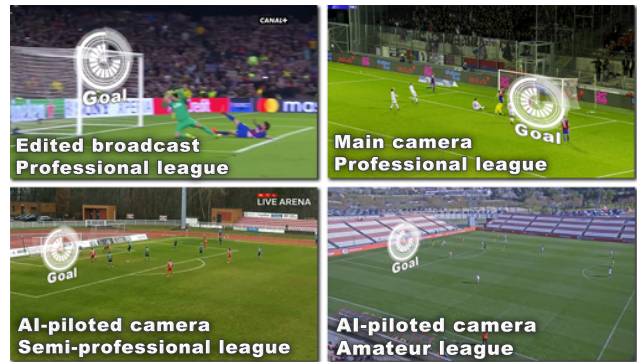 CANAL+
Goal
Edited broadcast
Professional league
Goal
Main camera
Professional league
LIVE ARENA
Goal
AI-piloted camera
Semi-professional league
Goal
AI-piloted camera
Amateur league